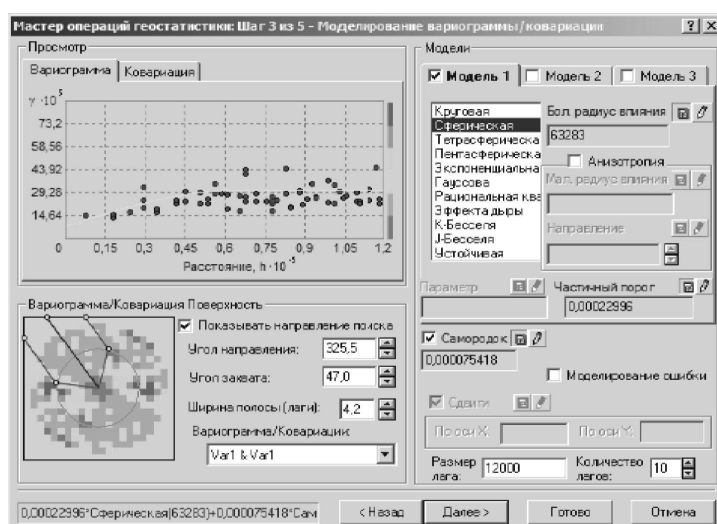 Мастер операций геостатистики: Шаг 3 из 5 - Моделирование вариограммы/ковариации
Просмотр
Вариограмма
Ковариация
γ ·10⁵
73,2
58,56
43,92
29,28
14,64
0 0,15 0,3 0,45 0,6 0,75 0,9 1,05 1,2
Расстояние, h ·10⁻⁵
Вариограмма/Ковариация Поверхность
Показывать направление поиска
Угол направления: 325,5
Угол захвата: 47,0
Ширина полосы (лаги): 4,2
Вариограмма/Ковариации:
Var1 & Var1
Модели
Модель 1
Модель 2
Модель 3
Круговая
Сферическая
Тетрасферическа
Пентасферическа
Экспоненциальна
Гауссова
Рациональная ква
Эффекта дыры
К-Бесселя
J-Бесселя
Устойчивая
Бол. радиус влияния
63283
Анизотропия
Мал. радиус влияния
Направление
Параметр
Частичный порог
0,00022996
Самородок
0,000075418
Моделирование ошибки
Сдвиги
По оси X:
По оси Y:
Размер лага: 12000
Количество лагов: 10
0,00022996*Сферическая(63283)+0,000075418*Сам
< Назад
Далее >
Готово
Отмена